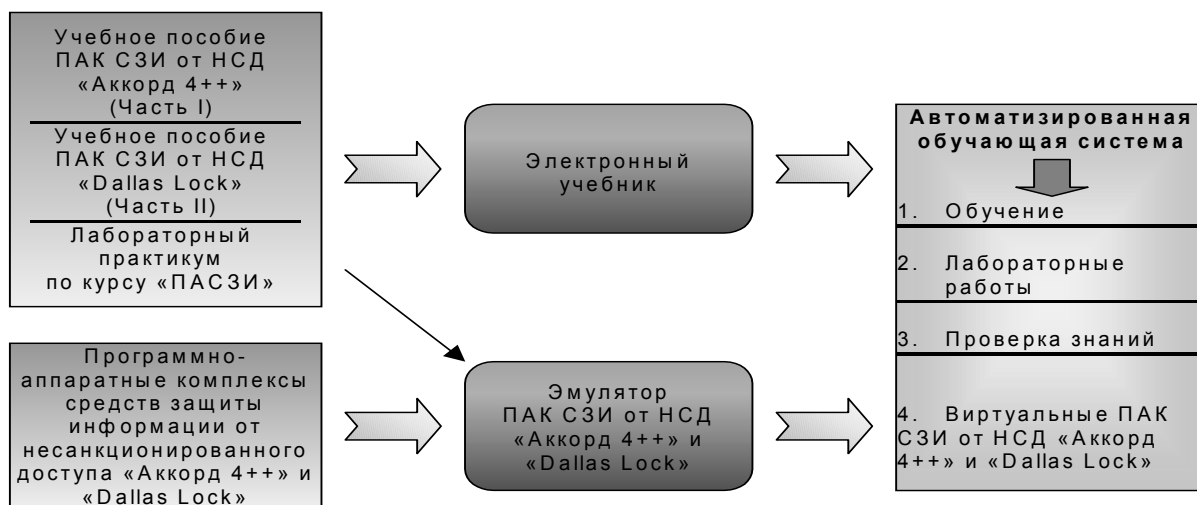 Учебное пособие
ПАК СЗИ от НСД
«Аккорд 4++»
(Часть I)
Учебное пособие
ПАК СЗИ от НСД
«Dallas Lock»
(Часть II)
Лабораторный
практикум
по курсу «ПАСЗИ»
Программно-
аппаратные комплексы
средств защиты
информации от
несанкционированного
доступа «Аккорд 4++» и
«Dallas Lock»
Электронный
учебник
Эмулятор
ПАК СЗИ от НСД
«Аккорд 4++» и
«Dallas Lock»
Автоматизированная
обучающая система
1. Обучение
2. Лабораторные
работы
3. Проверка знаний
4. Виртуальные ПАК
СЗИ от НСД «Аккорд
4++» и «Dallas Lock»